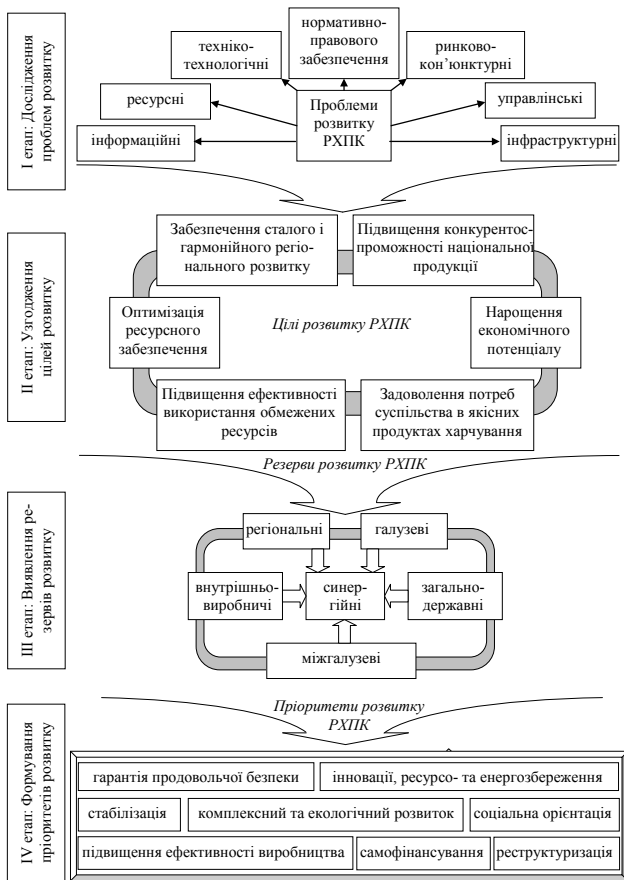 I етап: Дослідження
проблем розвитку
нормативно-
правового
забезпечення
техніко-
технологічні
ринково-
кон’юнктурні
ресурсні
Проблеми
розвитку
РХПК
управлінські
інформаційні
інфраструктурні
II етап: Узгодження
цілей розвитку
Забезпечення сталого і
гармонійного регіо-
нального розвитку
Підвищення конкурентос-
проможності національної
продукції
Оптимізація
ресурсного
забезпечення
Цілі розвитку РХПК
Нарощення
економічного
потенціалу
Підвищення ефективності
використання обмежених
ресурсів
Задоволення потреб
суспільства в якісних
продуктах харчування
Резерви розвитку РХПК
III етап: Виявлення ре-
зервів розвитку
регіональні
галузеві
внутрішньо-
виробничі
синер-
гійні
загально-
державні
міжгалузеві
Пріоритети розвитку
РХПК
IV етап: Формування
пріоритетів розвитку
гарантія продовольчої безпеки
інновації, ресурсо- та енергозбереження
стабілізація
комплексний та екологічний розвиток
соціальна орієнтація
підвищення ефективності виробництва
самофінансування
реструктуризація